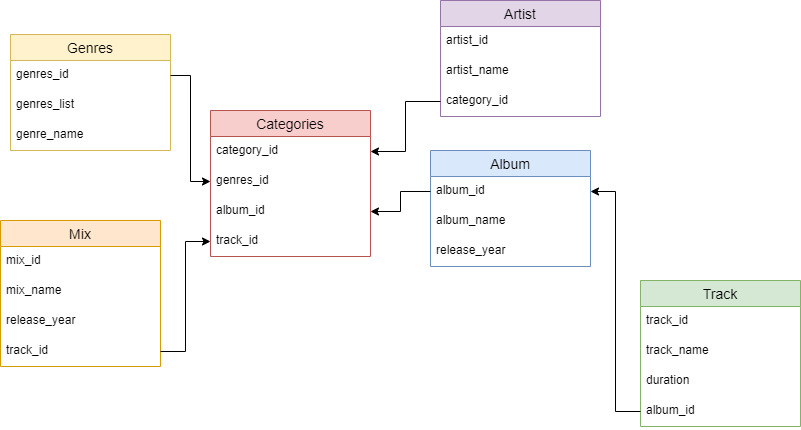 Genres
genres_id
genres_list
genre_name
Artist
artist_id
artist_name
category_id
Categories
category_id
genres_id
album_id
track_id
Album
album_id
album_name
release_year
Mix
mix_id
mix_name
release_year
track_id
Track
track_id
track_name
duration
album_id